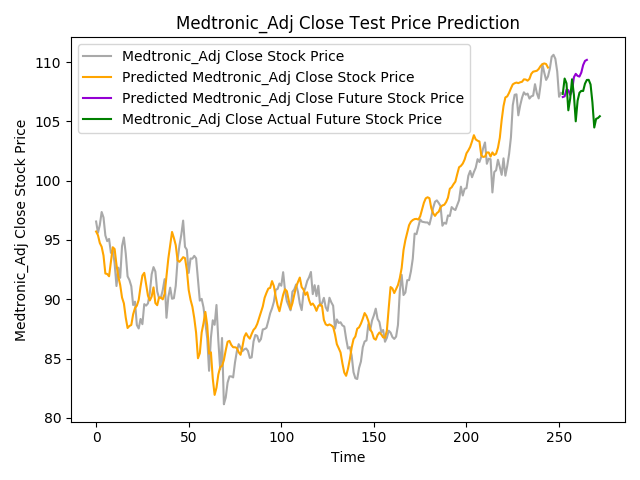 Medtronic_Adj Close Test Price Prediction
Medtronic_Adj Close Stock Price
Predicted Medtronic_Adj Close Stock Price
Predicted Medtronic_Adj Close Future Stock Price
Medtronic_Adj Close Actual Future Stock Price
Medtronic_Adj Close Stock Price
110
105
100
95
90
85
80
0 50 100 150 200 250
Time